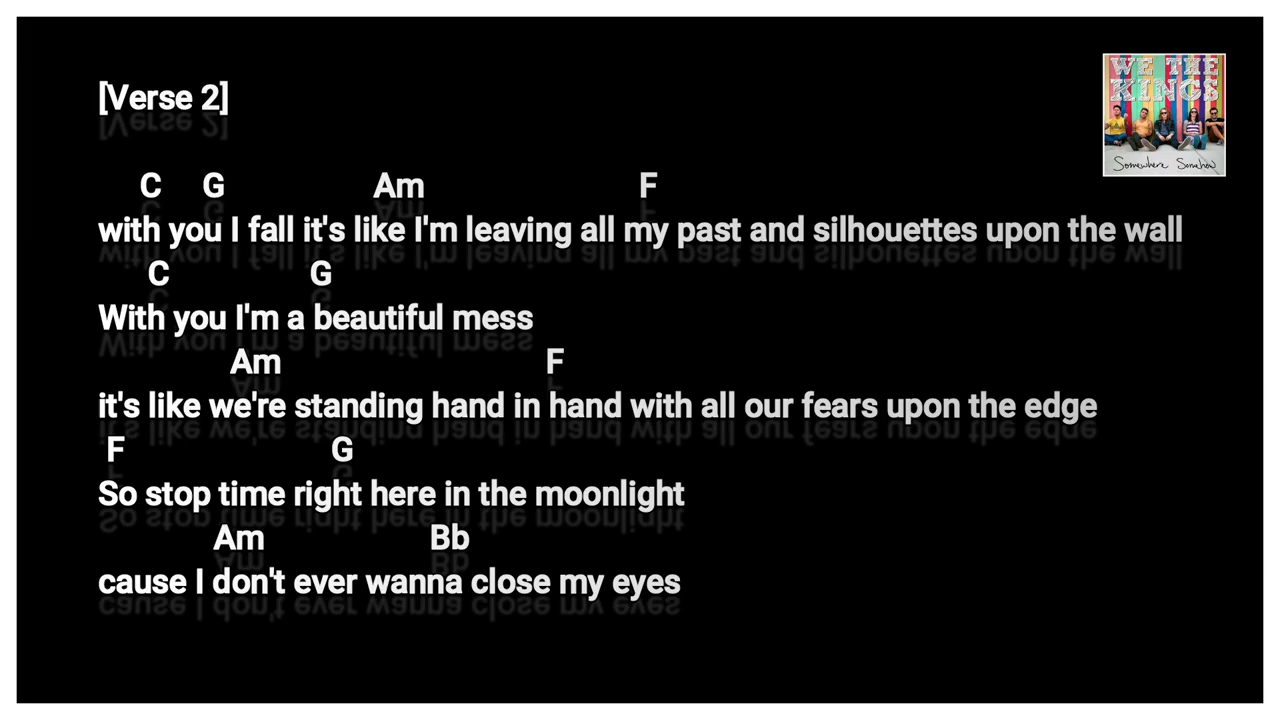 [Verse 2]
WE THE
KINGS
Somewhere Somehow
C G Am F
with you I fall it's like I'm leaving all my past and silhouettes upon the wall
C G
With you I'm a beautiful mess
Am F
it's like we're standing hand in hand with all our fears upon the edge
F G
So stop time right here in the moonlight
Am Bb
cause I don't ever wanna close my eyes